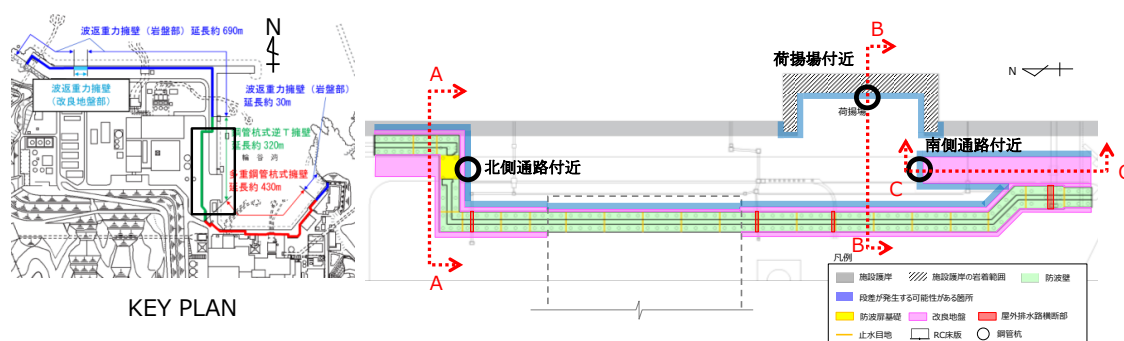 波返重力擁壁（岩盤部）延長約690m
N
波返重力擁壁
（改良地盤部）
波返重力擁壁（岩盤部）
延長約30m
鋼管杭式逆Ｔ擁壁
延長約320m
輪谷湾
多重鋼管杭式擁壁
延長約430m
KEY PLAN
B
荷揚場付近
A
N
荷揚場
北側通路付近
南側通路付近
C
C
B
A
凡例
施設護岸
施設護岸の岩着範囲
防波壁
段差が発生する可能性がある箇所
防波扉基礎
改良地盤
屋外排水路横断部
止水目地
RC床版
鋼管杭